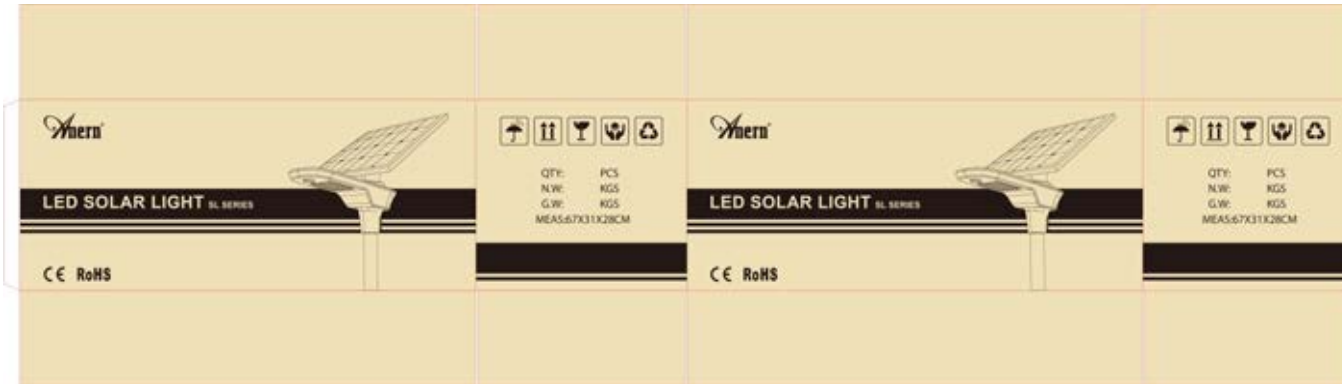 Anern®
LED SOLAR LIGHT SL SERIES
CE RoHS
QTY: PCS
N.W: KGS
G.W: KGS
MEAS:67X31X28CM
Anern®
LED SOLAR LIGHT SL SERIES
CE RoHS
QTY: PCS
N.W: KGS
G.W: KGS
MEAS:67X31X28CM